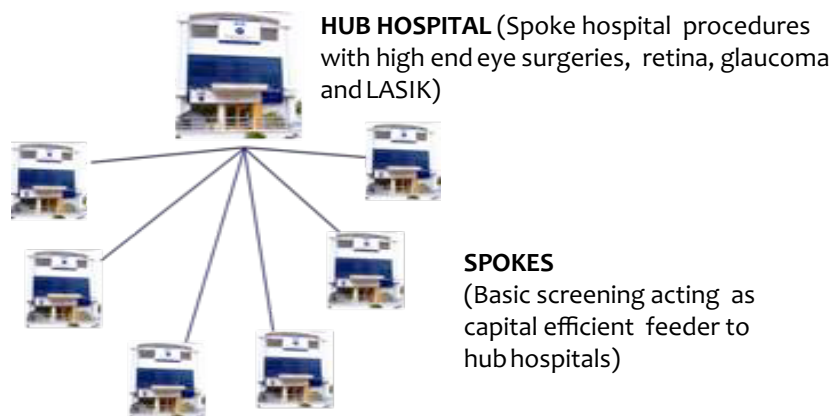 HUB HOSPITAL (Spoke hospital procedures
with high end eye surgeries, retina, glaucoma
and LASIK)
SPOKES
(Basic screening acting as
capital efficient feeder to
hub hospitals)